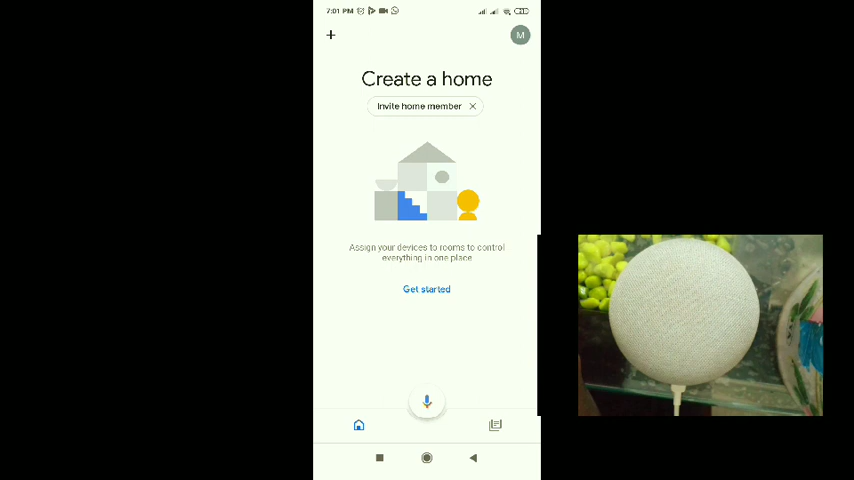 7:01 PM
M
Create a home
Invite home member
Assign your devices to rooms to control
everything in one place
Get started